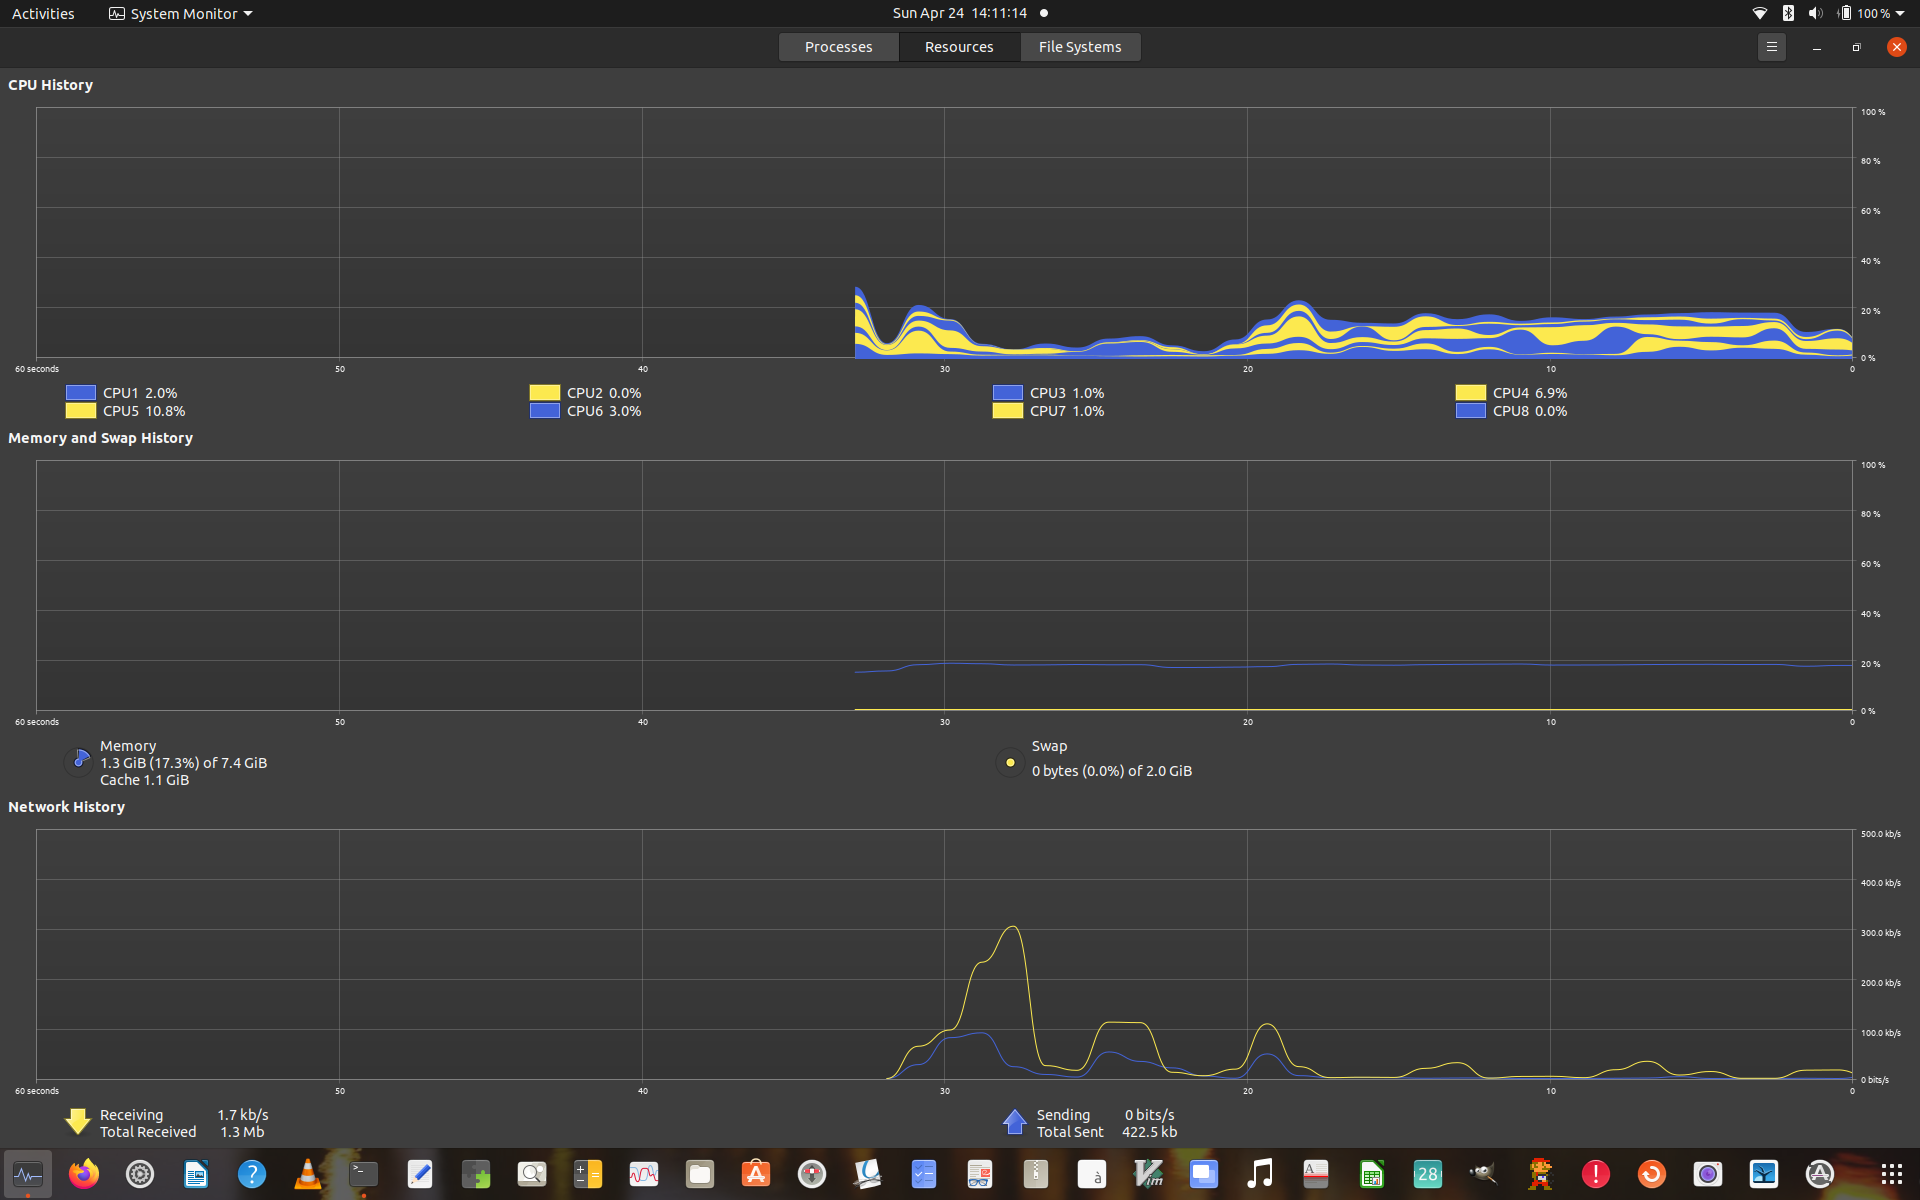 Activities System Monitor Sun Apr 24 14:11:14 100 %
Processes Resources File Systems
CPU History
100 %
80 %
60 %
40 %
20 %
0 %
60 seconds 50 40 30 20 10 0
CPU1 2.0% CPU2 0.0% CPU3 1.0% CPU4 6.9%
CPU5 10.8% CPU6 3.0% CPU7 1.0% CPU8 0.0%
Memory and Swap History
100 %
80 %
60 %
40 %
20 %
0 %
60 seconds 50 40 30 20 10 0
Memory
1.3 GiB (17.3%) of 7.4 GiB
Cache 1.1 GiB
Swap
0 bytes (0.0%) of 2.0 GiB
Network History
500.0 kb/s
400.0 kb/s
300.0 kb/s
200.0 kb/s
100.0 kb/s
0 bits/s
60 seconds 50 40 30 20 10 0
Receiving 1.7 kb/s
Total Received 1.3 Mb
Sending 0 bits/s
Total Sent 422.5 kb
>_ ? à Vim A 28 !